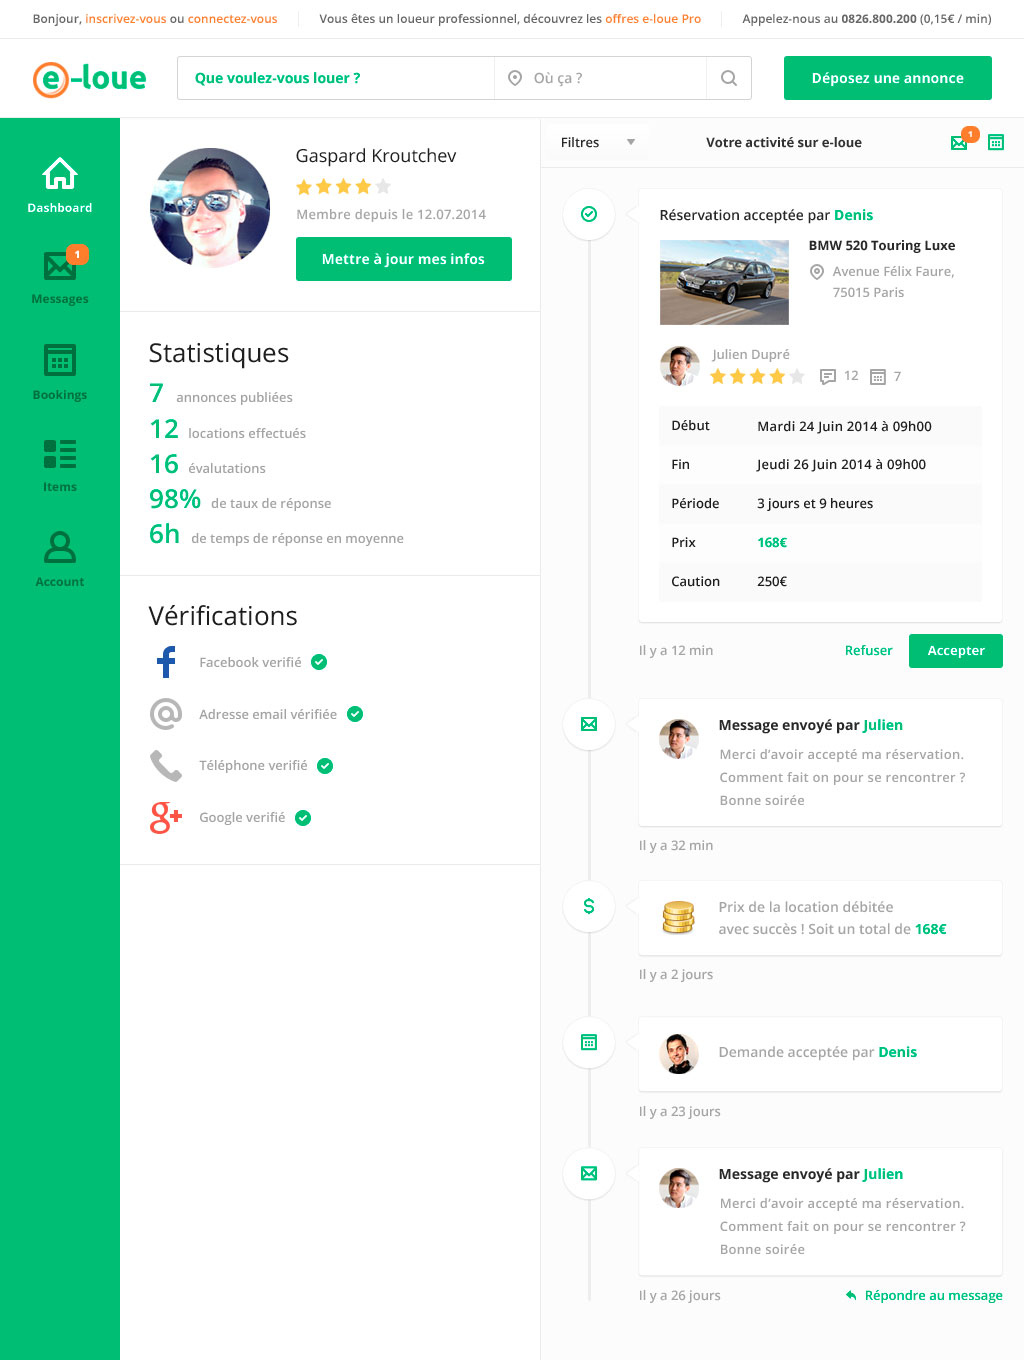 Bonjour, inscrivez-vous ou connectez-vous
Vous êtes un loueur professionnel, découvrez les offres e-loue Pro
Appelez-nous au 0826.800.200 (0,15€ / min)
e-loue
Que voulez-vous louer ?
Où ça ?
Déposez une annonce
Dashboard
1
Messages
Bookings
Items
Account
Gaspard Kroutchev
Membre depuis le 12.07.2014
Mettre à jour mes infos
Statistiques
7 annonces publiées
12 locations effectués
16 évalutations
98% de taux de réponse
6h de temps de réponse en moyenne
Vérifications
Facebook verifié
Adresse email vérifiée
Téléphone verifié
g+ Google verifié
Filtres
Votre activité sur e-loue
1
Réservation acceptée par Denis
BMW 520 Touring Luxe
Avenue Félix Faure,
75015 Paris
Julien Dupré
12
7
Début Mardi 24 Juin 2014 à 09h00
Fin Jeudi 26 Juin 2014 à 09h00
Période 3 jours et 9 heures
Prix 168€
Caution 250€
Il y a 12 min
Refuser
Accepter
Message envoyé par Julien
Merci d'avoir accepté ma réservation.
Comment fait on pour se rencontrer ?
Bonne soirée
Il y a 32 min
$
Prix de la location débitée
avec succès ! Soit un total de 168€
Il y a 2 jours
Demande acceptée par Denis
Il y a 23 jours
Message envoyé par Julien
Merci d'avoir accepté ma réservation.
Comment fait on pour se rencontrer ?
Bonne soirée
Il y a 26 jours
Répondre au message